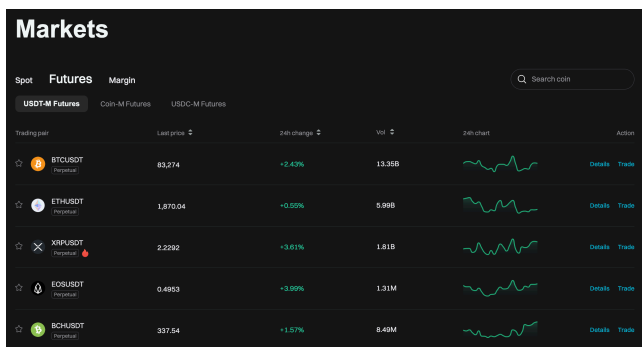 Markets
Spot Futures Margin Search coin
USDT-M Futures Coin-M Futures USDC-M Futures
Trading pair Last price 24h change Vol 24h chart Action
BTCUSDT
Perpetual
83,274 +2.43% 13.35B Details Trade
ETHUSDT
Perpetual
1,870.04 +0.55% 5.99B Details Trade
XRPUSDT
Perpetual
2.2292 +3.61% 1.81B Details Trade
EOSUSDT
Perpetual
0.4953 +3.99% 1.31M Details Trade
BCHUSDT
Perpetual
337.54 +1.57% 8.49M Details Trade